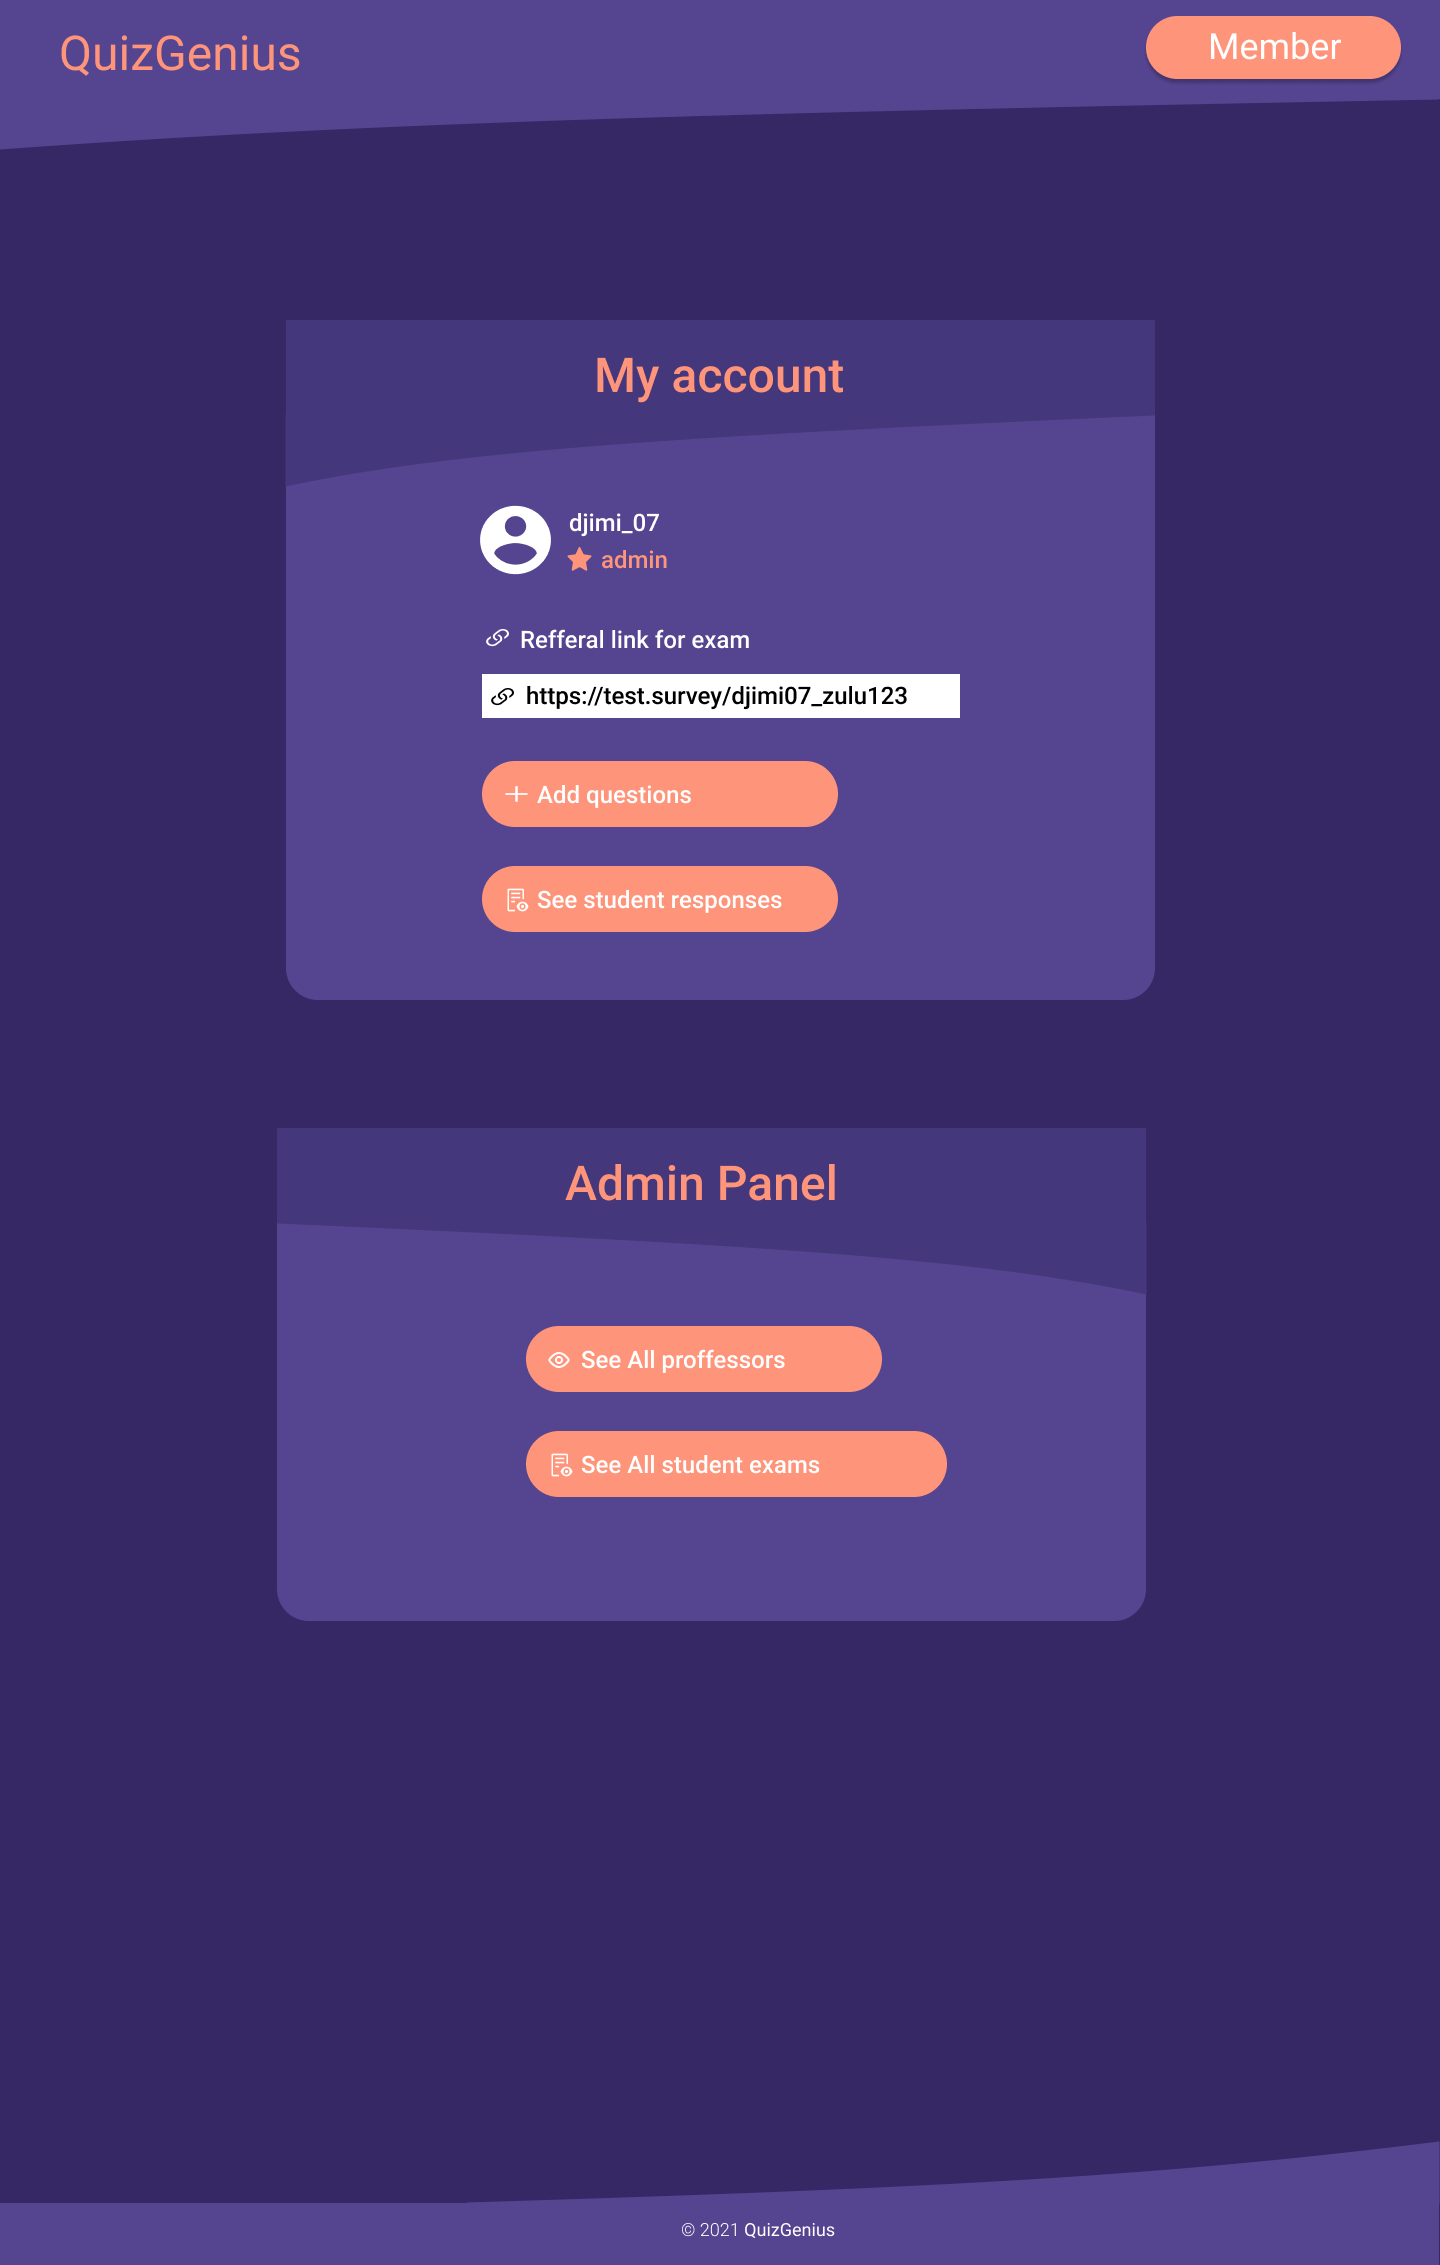 QuizGenius
Member
My account
djimi_07
admin
Refferal link for exam
https://test.survey/djimi07_zulu123
Add questions
See student responses
Admin Panel
See All proffessors
See All student exams
© 2021 QuizGenius